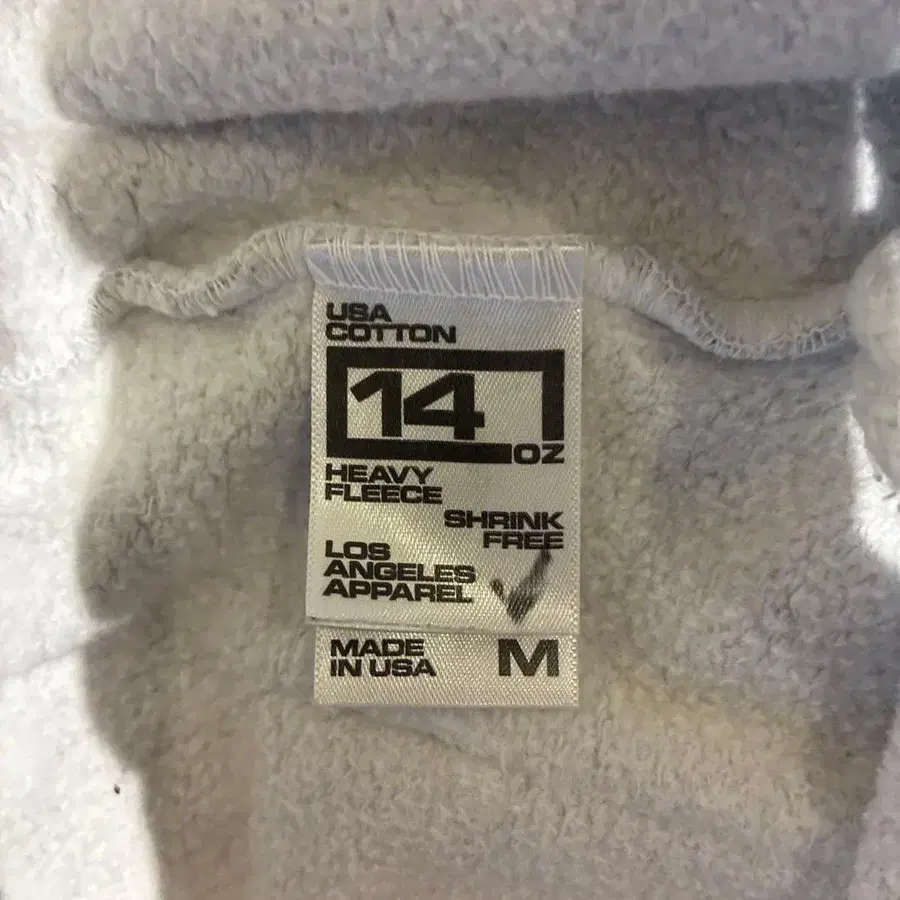 USA
COTTON
14
OZ
HEAVY
FLEECE
SHRINK
FREE
LOS
ANGELES
APPAREL
MADE
IN USA
M